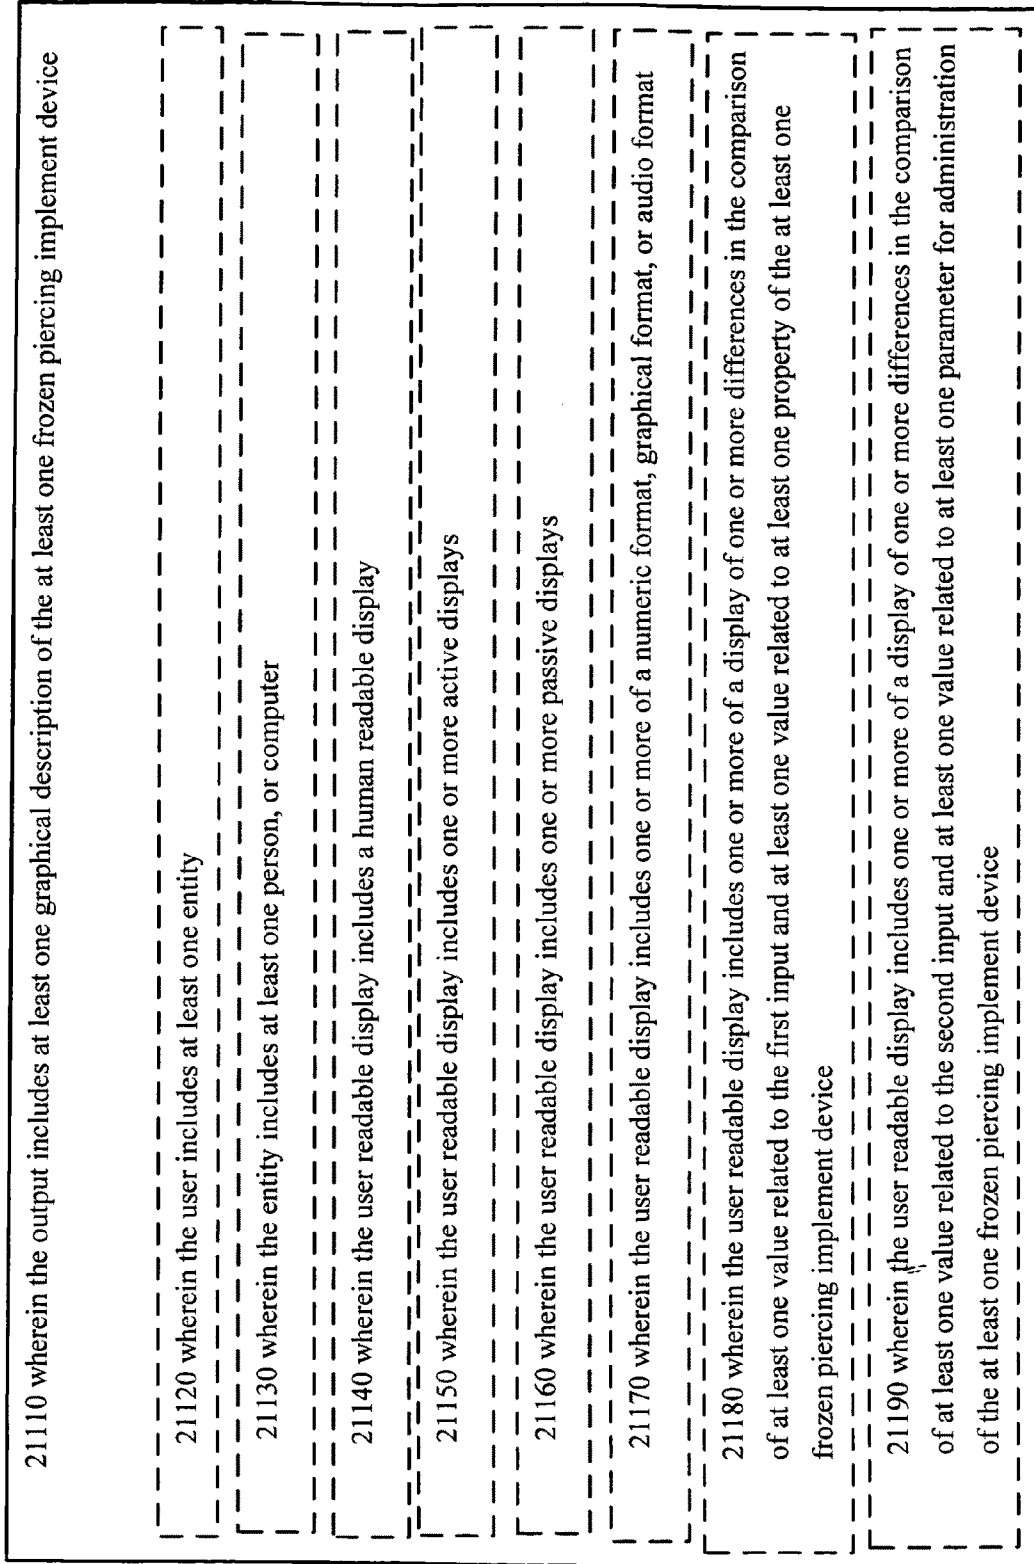 21110 wherein the output includes at least one graphical description of the at least one frozen piercing implement device
21120 wherein the user includes at least one entity
21130 wherein the entity includes at least one person, or computer
21140 wherein the user readable display includes a human readable display
21150 wherein the user readable display includes one or more active displays
21160 wherein the user readable display includes one or more passive displays
21170 wherein the user readable display includes one or more of a numeric format, graphical format, or audio format
21180 wherein the user readable display includes one or more of a display of one or more differences in the comparison
of at least one value related to the first input and at least one value related to at least one property of the at least one
frozen piercing implement device
21190 wherein the user readable display includes one or more of a display of one or more differences in the comparison
of at least one value related to the second input and at least one value related to at least one parameter for administration
of the at least one frozen piercing implement device